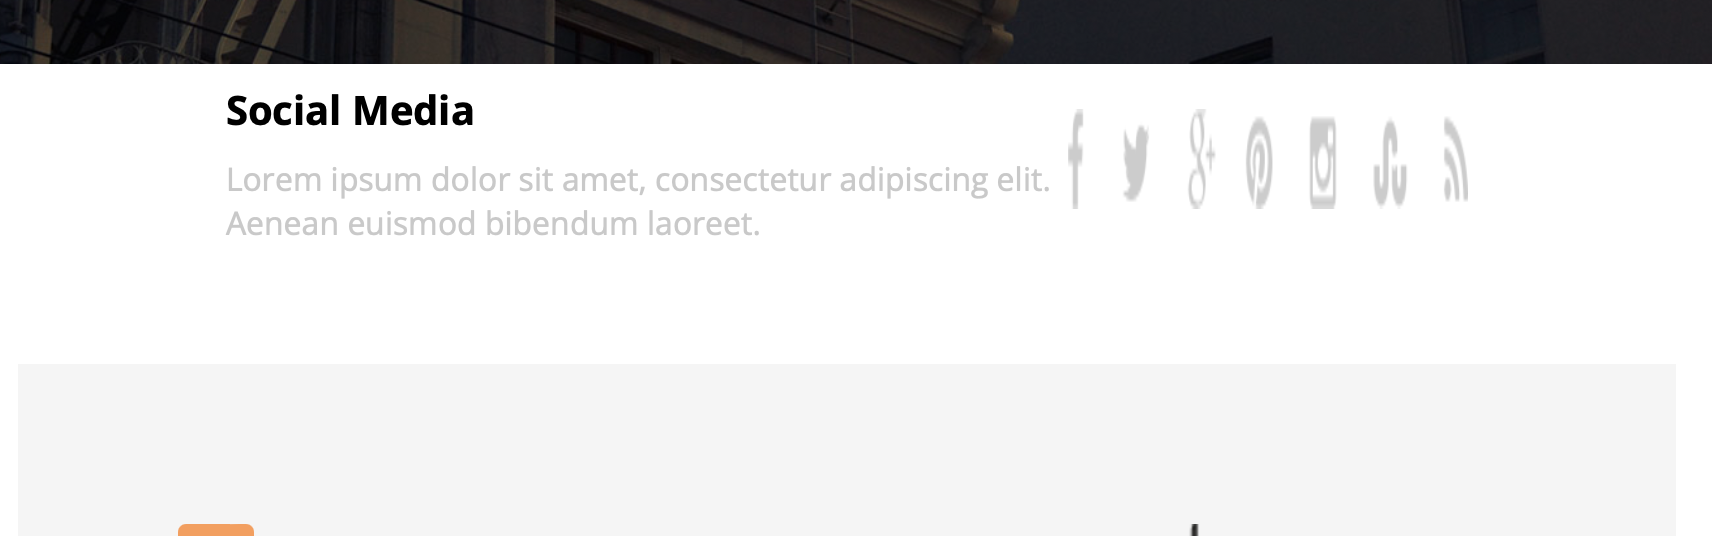 Social Media
Lorem ipsum dolor sit amet, consectetur adipiscing elit.
Aenean euismod bibendum laoreet.